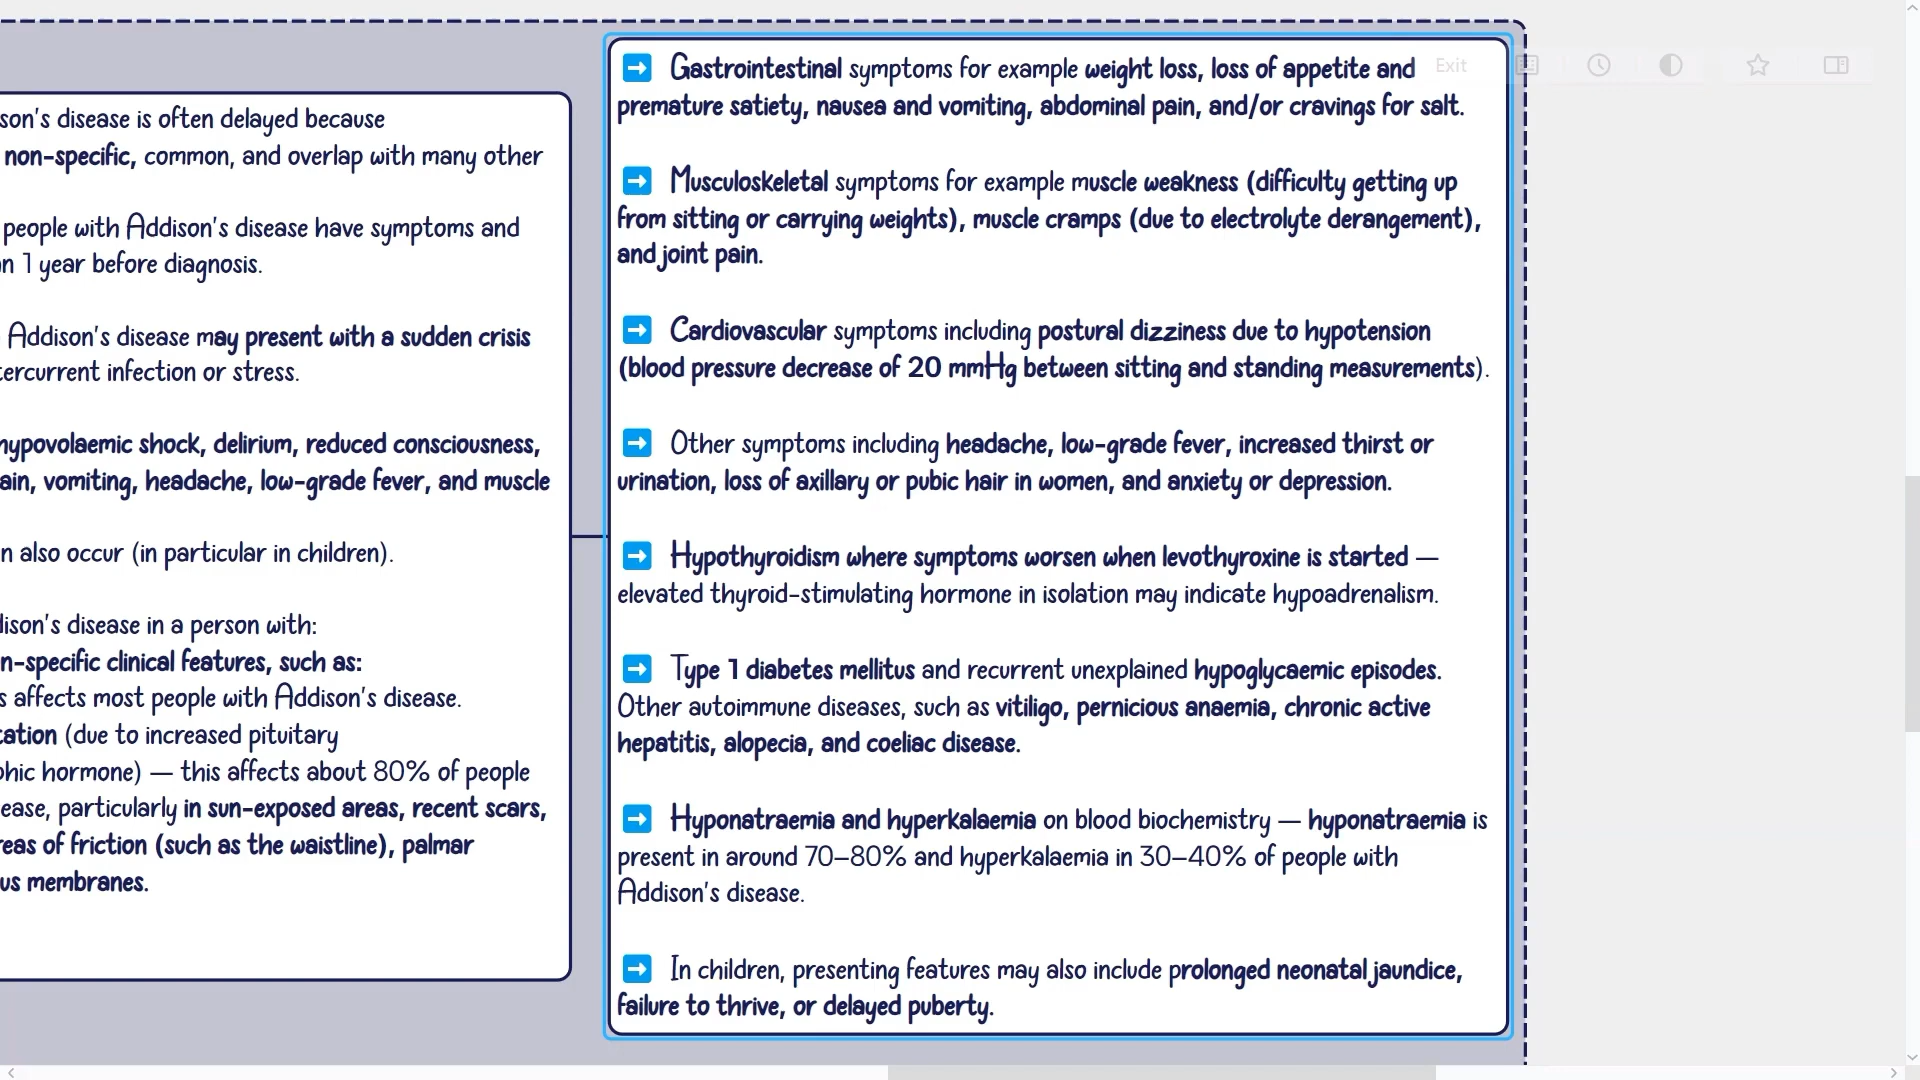 son's disease is often delayed because
non-specific, common, and overlap with many other
people with Addison's disease have symptoms and
n 1 year before diagnosis.
Addison's disease may present with a sudden crisis
tercurrent infection or stress.
hypovolaemic shock, delirium, reduced consciousness,
ain, vomiting, headache, low-grade fever, and muscle
n also occur (in particular in children).
dison's disease in a person with:
n-specific clinical features, such as:
s affects most people with Addison's disease.
tation (due to increased pituitary
phic hormone) — this affects about 80% of people
ease, particularly in sun-exposed areas, recent scars,
reas of friction (such as the waistline), palmar
us membranes.
➡ Gastrointestinal symptoms for example weight loss, loss of appetite and
premature satiety, nausea and vomiting, abdominal pain, and/or cravings for salt.
➡ Musculoskeletal symptoms for example muscle weakness (difficulty getting up
from sitting or carrying weights), muscle cramps (due to electrolyte derangement),
and joint pain.
➡ Cardiovascular symptoms including postural dizziness due to hypotension
(blood pressure decrease of 20 mmHg between sitting and standing measurements).
➡ Other symptoms including headache, low-grade fever, increased thirst or
urination, loss of axillary or pubic hair in women, and anxiety or depression.
➡ Hypothyroidism where symptoms worsen when levothyroxine is started —
elevated thyroid-stimulating hormone in isolation may indicate hypoadrenalism.
➡ Type 1 diabetes mellitus and recurrent unexplained hypoglycaemic episodes.
Other autoimmune diseases, such as vitiligo, pernicious anaemia, chronic active
hepatitis, alopecia, and coeliac disease.
➡ Hyponatraemia and hyperkalaemia on blood biochemistry — hyponatraemia is
present in around 70–80% and hyperkalaemia in 30–40% of people with
Addison's disease.
➡ In children, presenting features may also include prolonged neonatal jaundice,
failure to thrive, or delayed puberty.
Exit